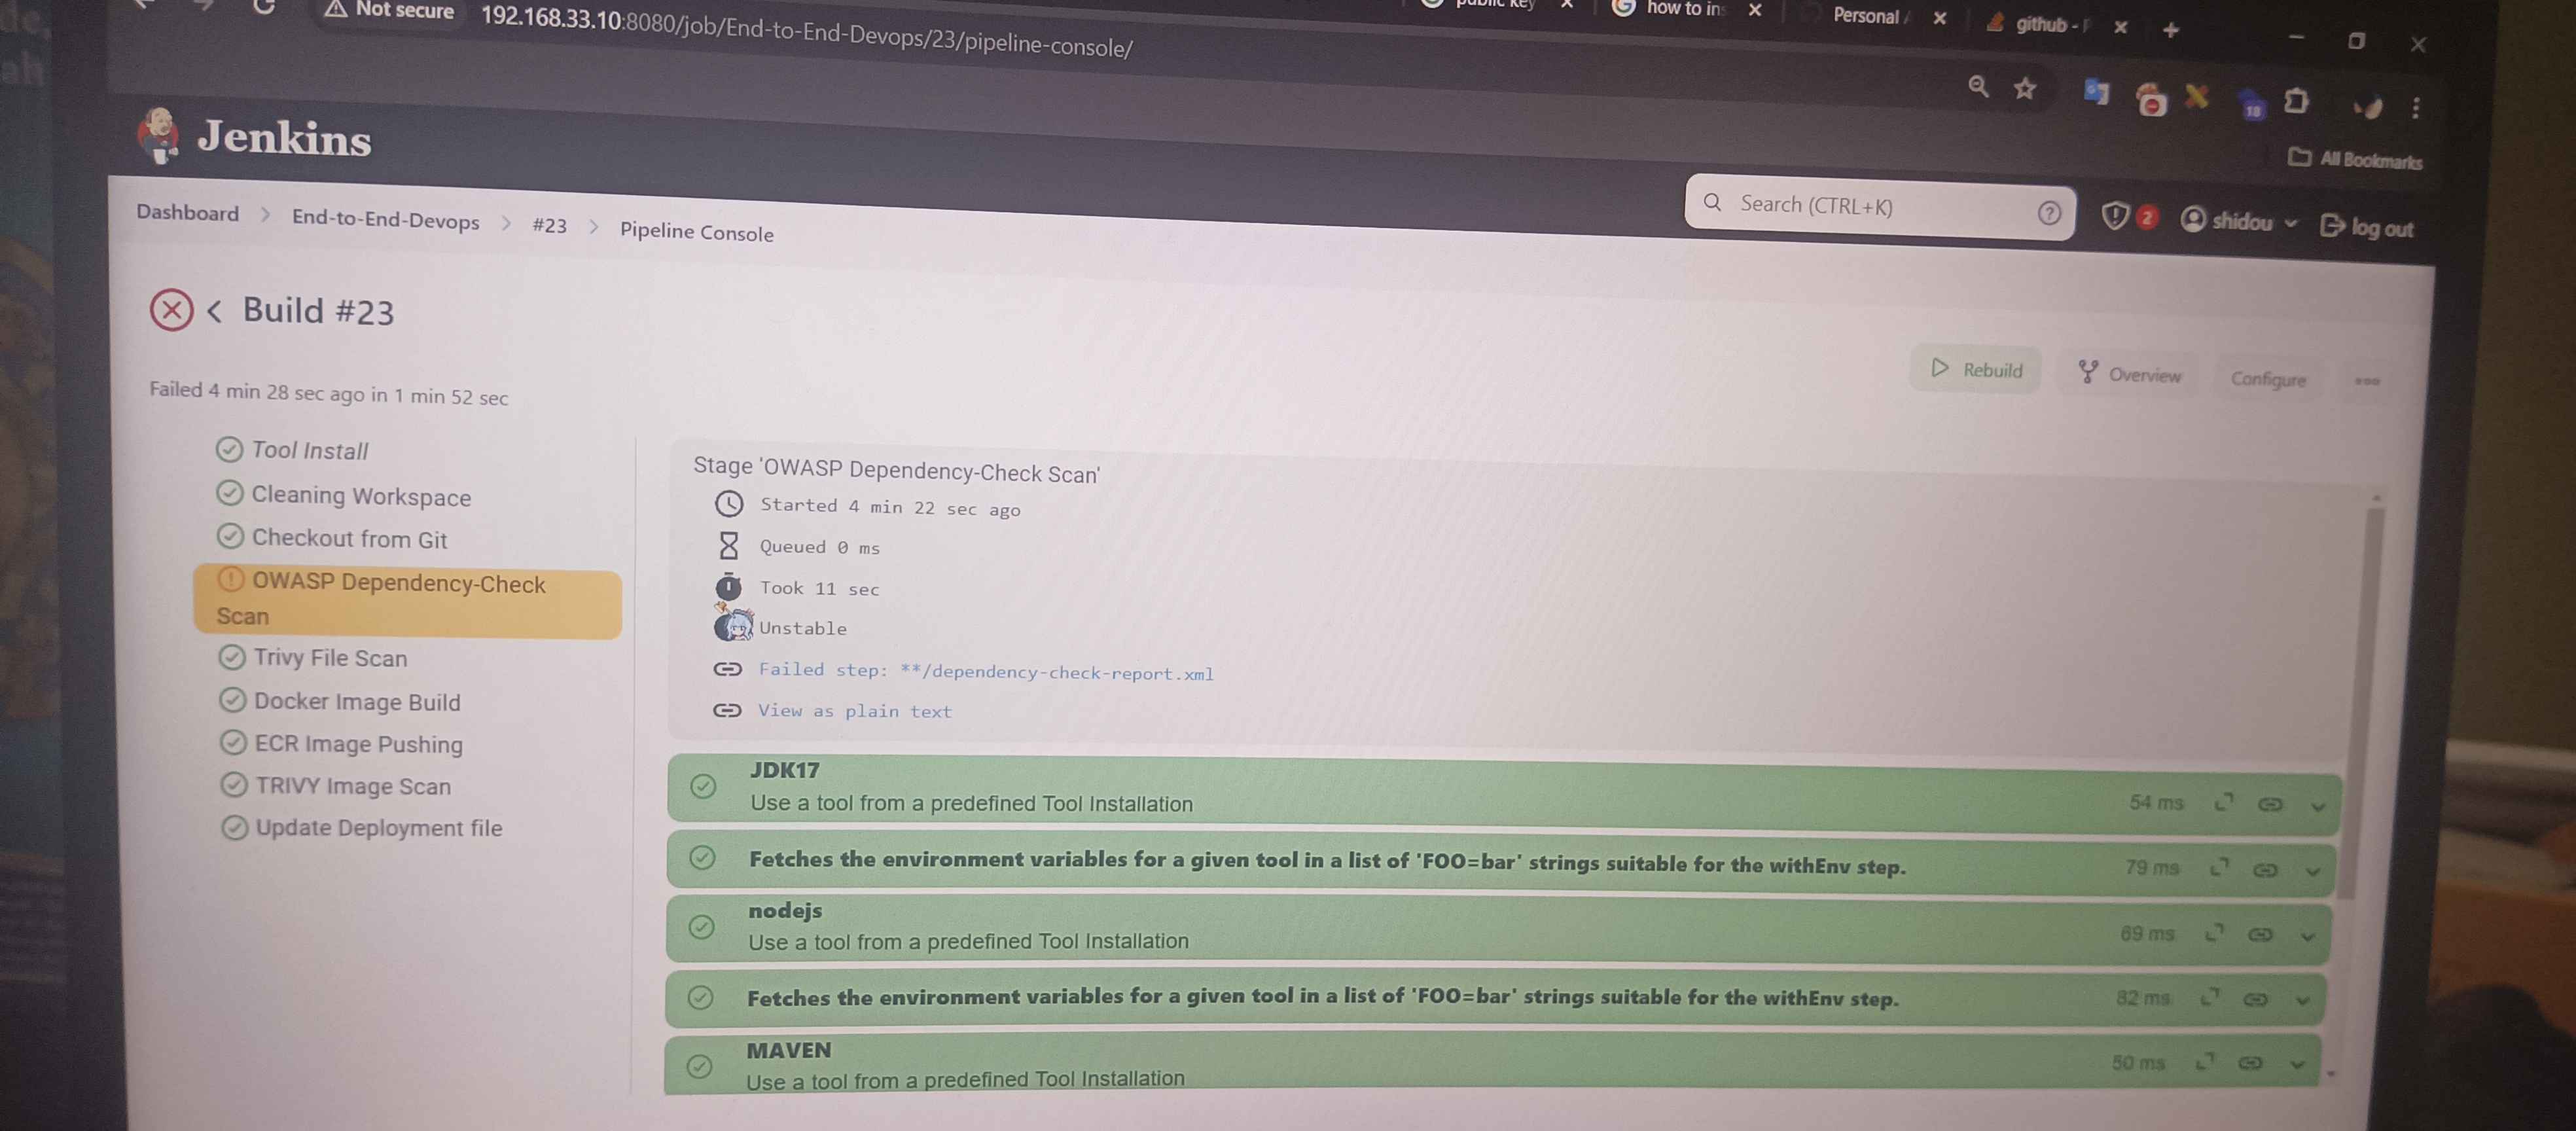 Not secure 192.168.33.10:8080/job/End-to-End-Devops/23/pipeline-console/
public key
how to in
Personal
github -
18
All Bookmarks
Jenkins
Search (CTRL+K)
2
shidou
log out
Dashboard > End-to-End-Devops > #23 > Pipeline Console
Build #23
Rebuild
Overview
Configure
Failed 4 min 28 sec ago in 1 min 52 sec
Tool Install
Cleaning Workspace
Checkout from Git
OWASP Dependency-Check
Scan
Trivy File Scan
Docker Image Build
ECR Image Pushing
TRIVY Image Scan
Update Deployment file
Stage 'OWASP Dependency-Check Scan'
Started 4 min 22 sec ago
Queued 0 ms
Took 11 sec
Unstable
Failed step: **/dependency-check-report.xml
View as plain text
JDK17
Use a tool from a predefined Tool Installation
54 ms
Fetches the environment variables for a given tool in a list of 'FOO=bar' strings suitable for the withEnv step.
79 ms
nodejs
Use a tool from a predefined Tool Installation
69 ms
Fetches the environment variables for a given tool in a list of 'FOO=bar' strings suitable for the withEnv step.
82 ms
MAVEN
Use a tool from a predefined Tool Installation
50 ms